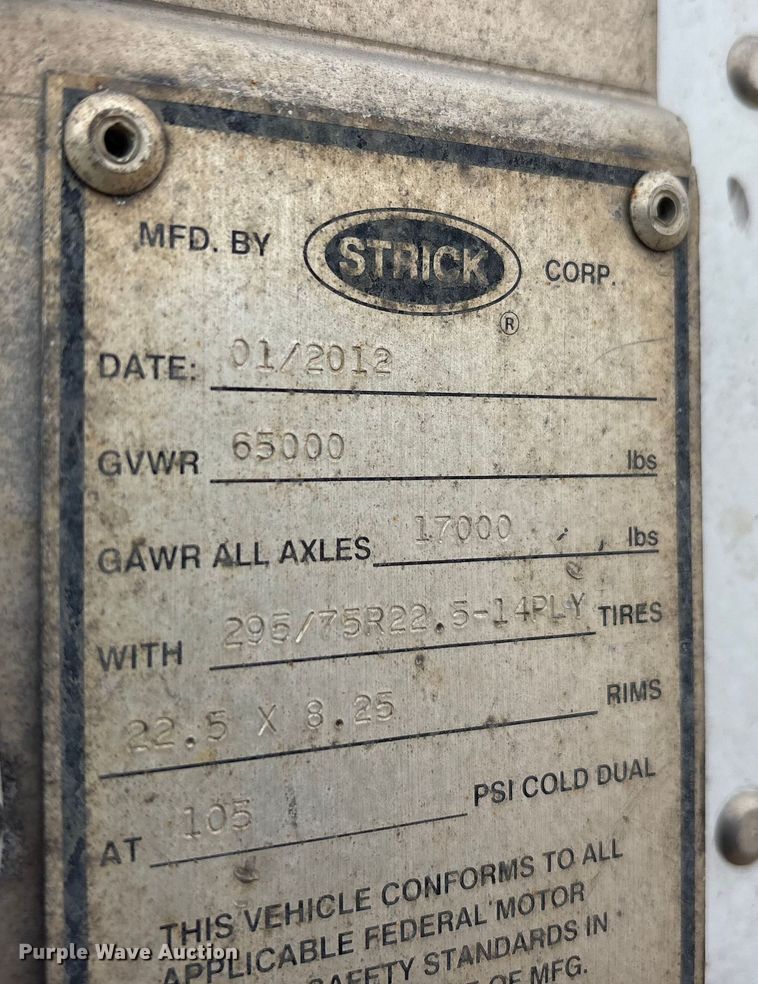 MFD. BY STRICK CORP.
®
DATE: 01/2012
GVWR 65000 lbs
GAWR ALL AXLES 17000 lbs
WITH 295/75R22.5-14PLY TIRES
22.5 X 8.25 RIMS
AT 105 PSI COLD DUAL
THIS VEHICLE CONFORMS TO ALL
APPLICABLE FEDERAL MOTOR
SAFETY STANDARDS IN
OF MFG.
Purple Wave Auction